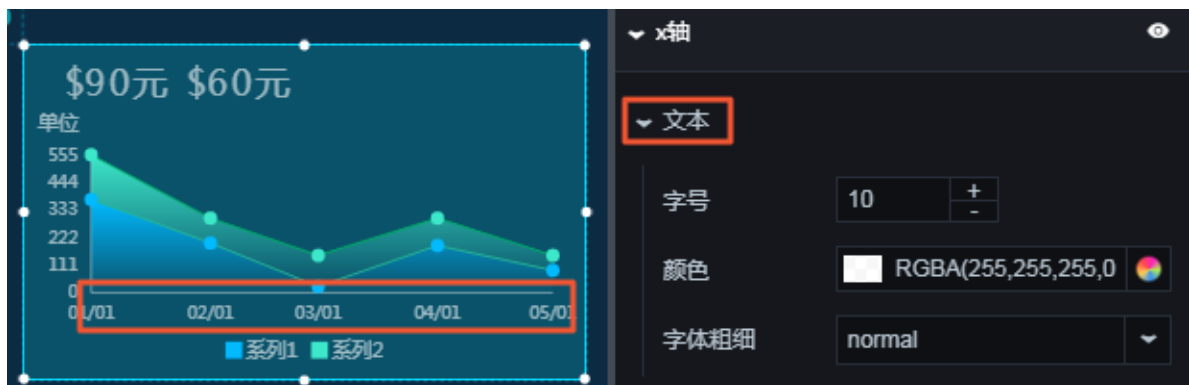 $90元 $60元
单位
555
444
333
222
111
0
01/01 02/01 03/01 04/01 05/01
系列1 系列2
x轴
文本
字号 10 + -
颜色 RGBA(255,255,255,0
字体粗细 normal